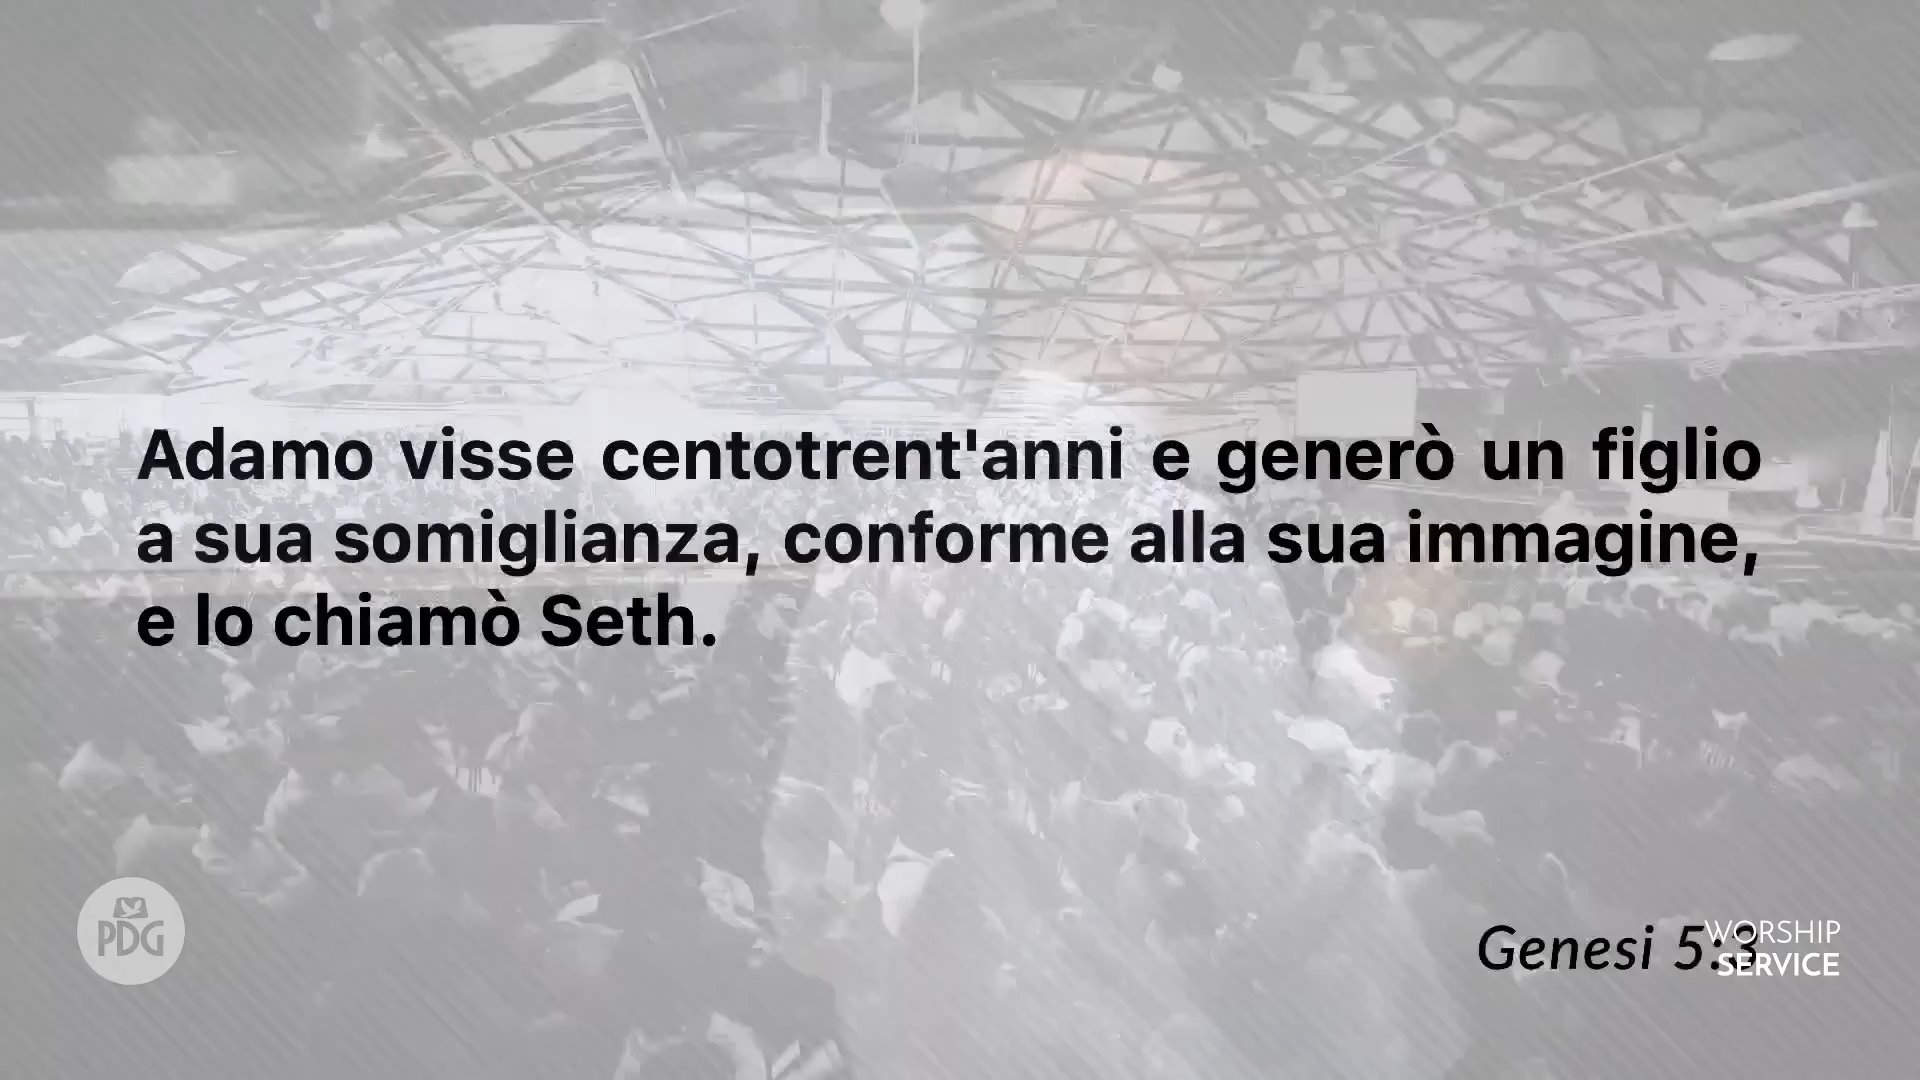 Adamo visse centotrent'anni e generò un figlio
a sua somiglianza, conforme alla sua immagine,
e lo chiamò Seth.
PDG
Genesi 5:3
WORSHIP
SERVICE